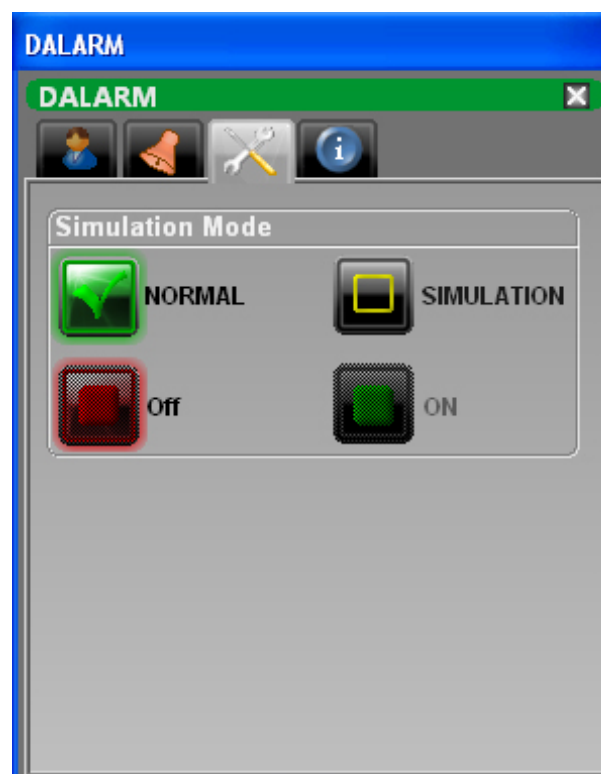 DALARM
DALARM
Simulation Mode
NORMAL SIMULATION
Off ON